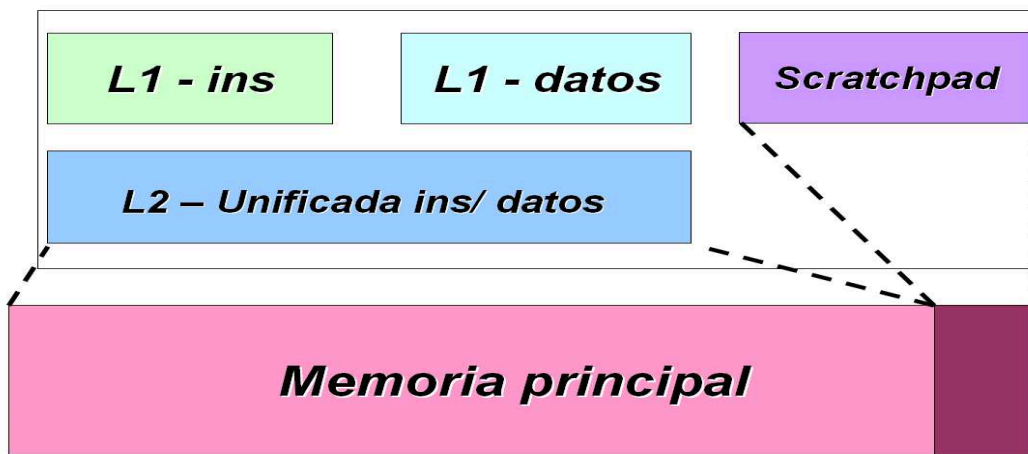 L1 - ins
L1 - datos
Scratchpad
L2 – Unificada ins/ datos
Memoria principal